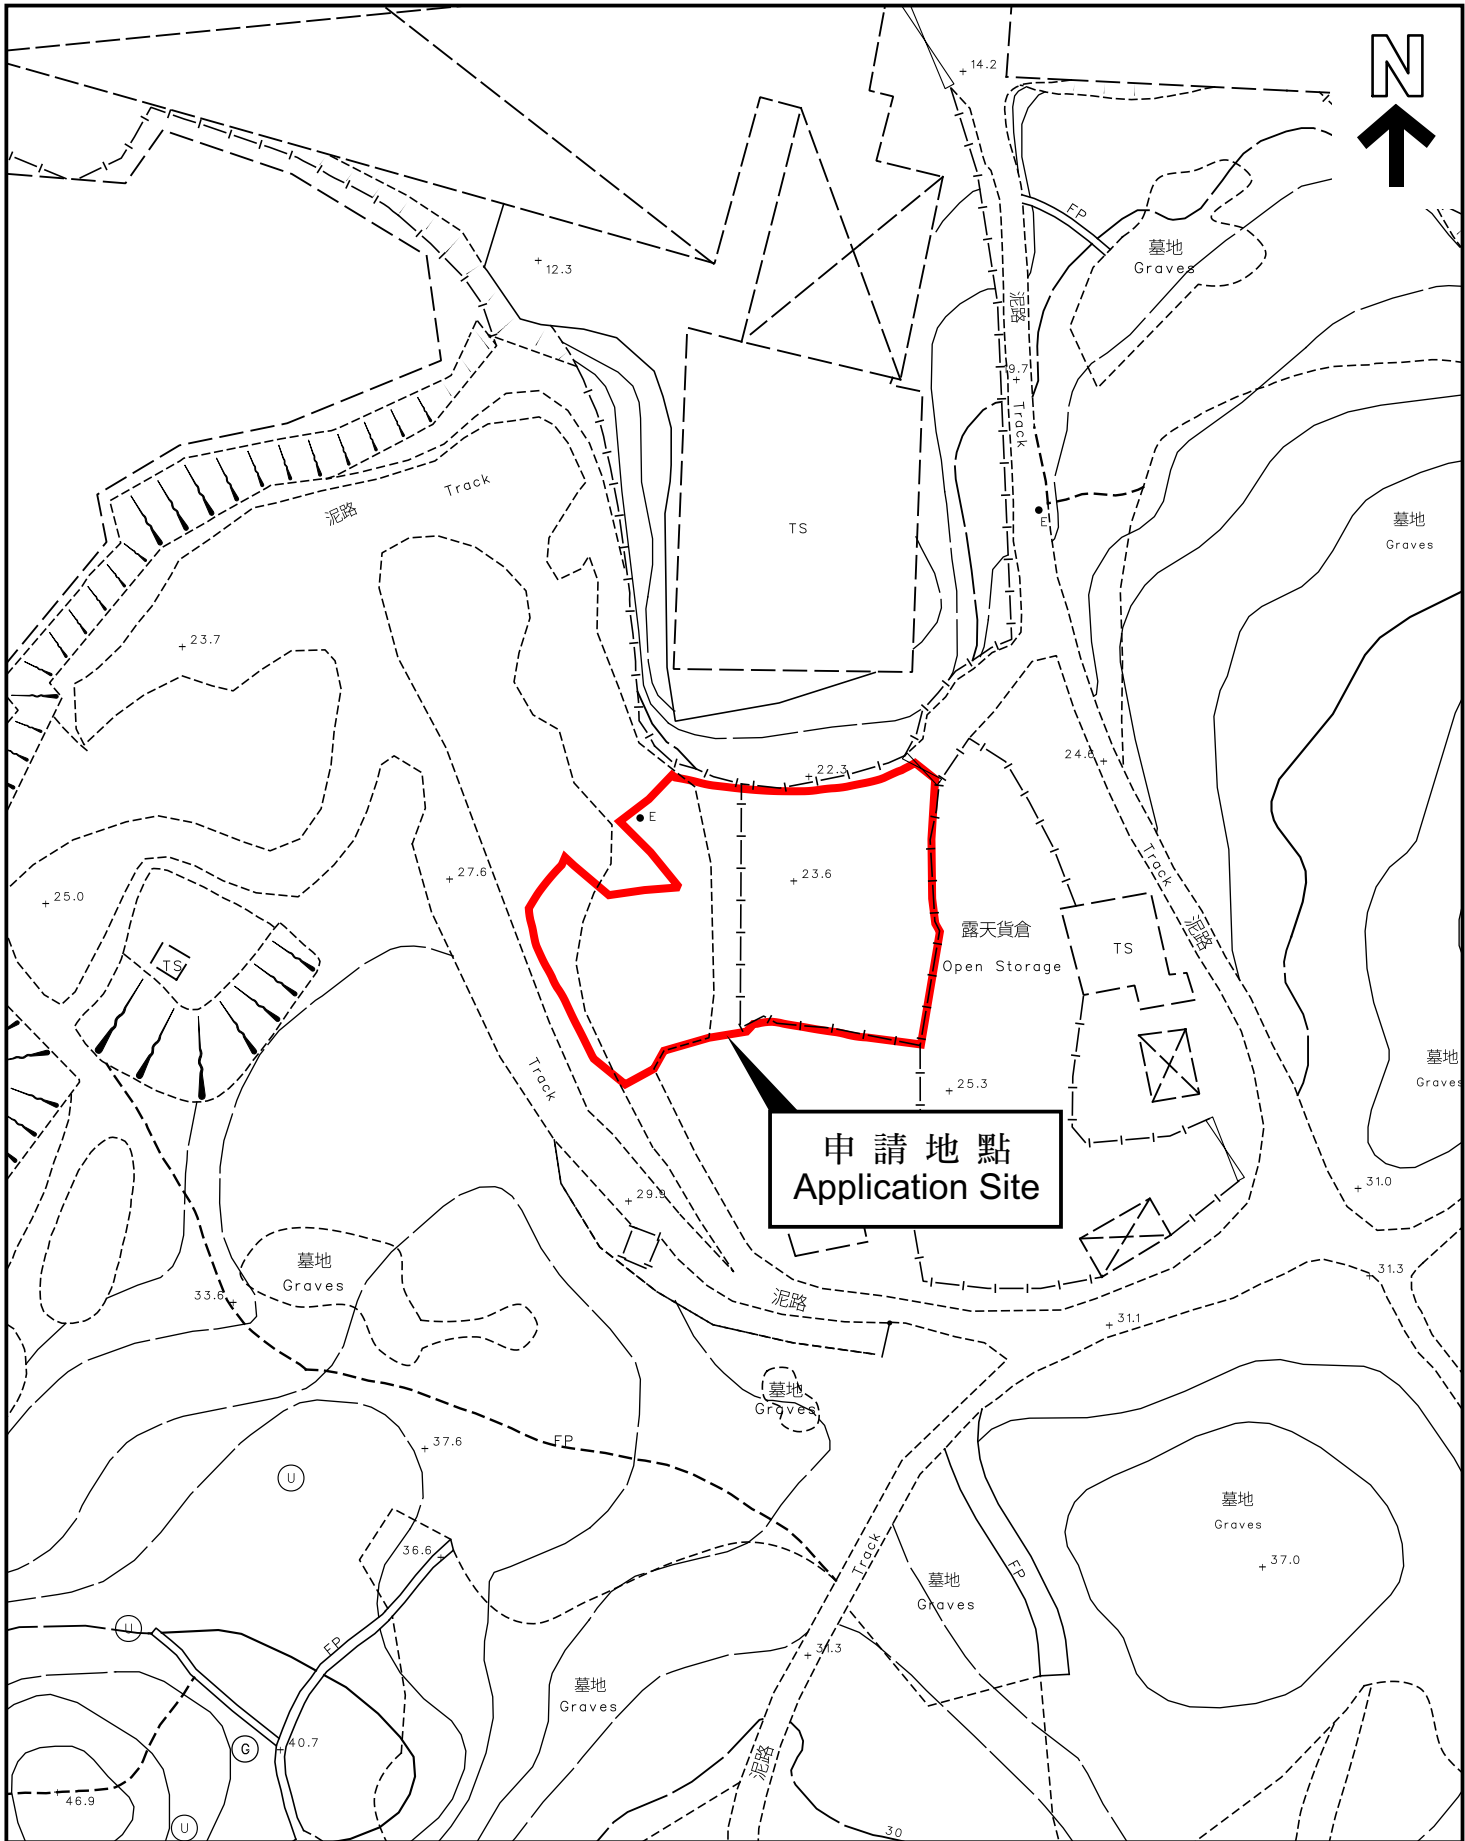 N
14.2
FP
墓地
Graves
12.3
泥路
9.7
Track
墓地
Graves
Track
泥路
TS
E
23.7
24.6
22.3
E
27.6
23.6
Track
25.0
露天貨倉
泥路
TS
Open Storage
TS
墓地
Graves
Track
25.3
申請地點
Application Site
31.0
29.9
墓地
Graves
31.3
33.6
泥路
31.1
墓地
Graves
37.6
FP
U
墓地
Graves
Track
36.6
37.0
FP
墓地
Graves
U
FP
31.3
墓地
Graves
G
40.7
泥路
46.9
U
30